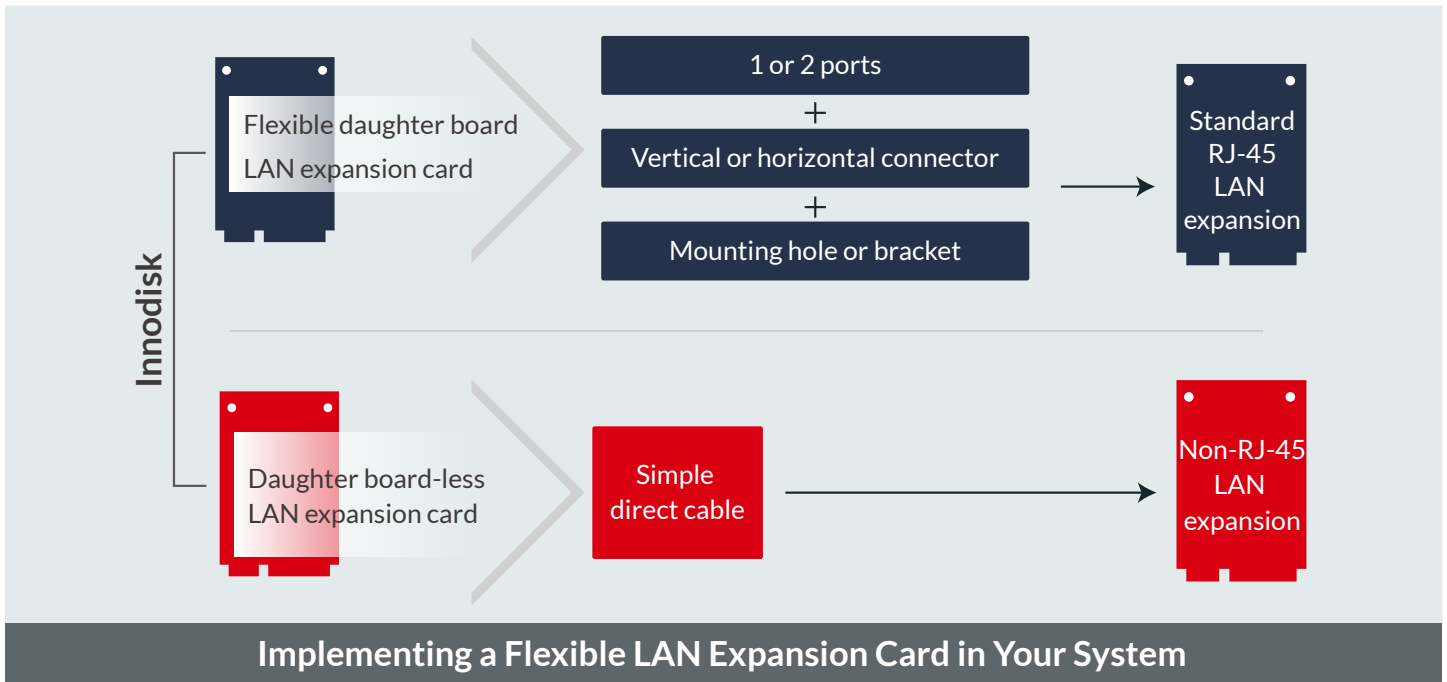 Innodisk
Flexible daughter board
LAN expansion card
1 or 2 ports
+
Vertical or horizontal connector
+
Mounting hole or bracket
Standard
RJ-45
LAN
expansion
Daughter board-less
LAN expansion card
Simple
direct cable
Non-RJ-45
LAN
expansion
Implementing a Flexible LAN Expansion Card in Your System